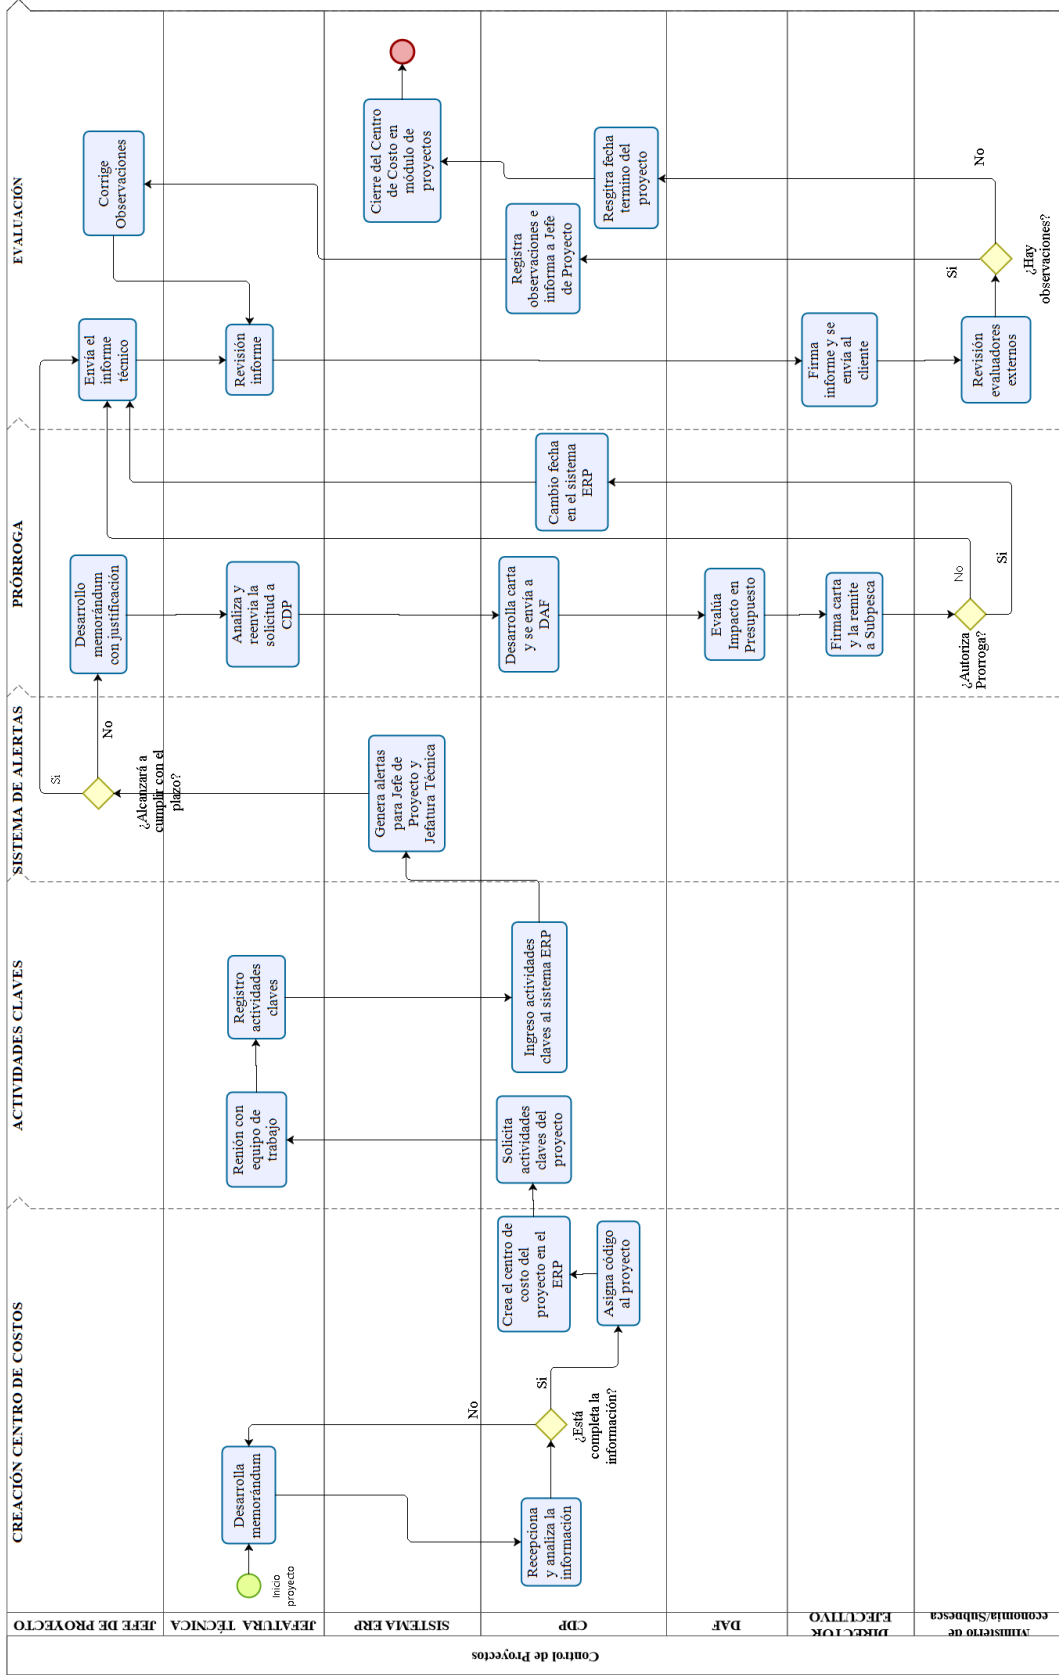 Control de Proyectos
JEFE DE PROYECTO
JEFATURA TÉCNICA
SISTEMA ERP
CDP
DAF
DIRECTOR
EJECUTIVO
Ministerio de
economia/Subpesca
CREACIÓN CENTRO DE COSTOS
ACTIVIDADES CLAVES
SISTEMA DE ALERTAS
PRÓRROGA
EVALUACIÓN
Inicio
proyecto
Desarrolla
memorándum
Recepciona
y analiza la
información
¿Está
completa la
información?
No
Si
Asigna código
al proyecto
Crea el centro de
costo del
proyecto en el
ERP
Solicita
actividades
claves del
proyecto
Renión con
equipo de
trabajo
Registro
actividades
claves
Ingreso actividades
claves al sistema ERP
Genera alertas
para Jefe de
Proyecto y
Jefatura Técnica
¿Alcanzará a
cumplir con el
plazo?
Si
No
Desarrollo
memorándum
con justificación
Analiza y
reenvia la
solicitud a
CDP
Desarrolla carta
y se envía a
DAF
Evalúa
Impacto en
Presupuesto
Firma carta
y la remite
a Subpesca
¿Autoriza
Prorroga?
No
Si
Cambio fecha
en el sistema
ERP
Envía el
informe
técnico
Revisión
informe
Firma
informe y se
envía al
cliente
Revisión
evaluadores
externos
¿Hay
observaciones?
Si
No
Registra
observaciones e
informa a Jefe
de Proyecto
Corrige
Observaciones
Resgitra fecha
termino del
proyecto
Cierre del Centro
de Costo en
módulo de
proyectos